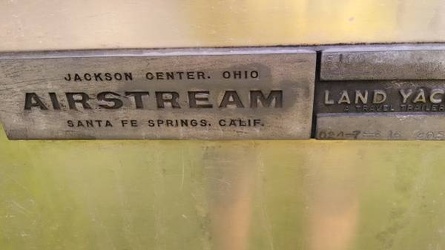 JACKSON CENTER. OHIO
AIRSTREAM
SANTA FE SPRINGS. CALIF.
LAND YAC